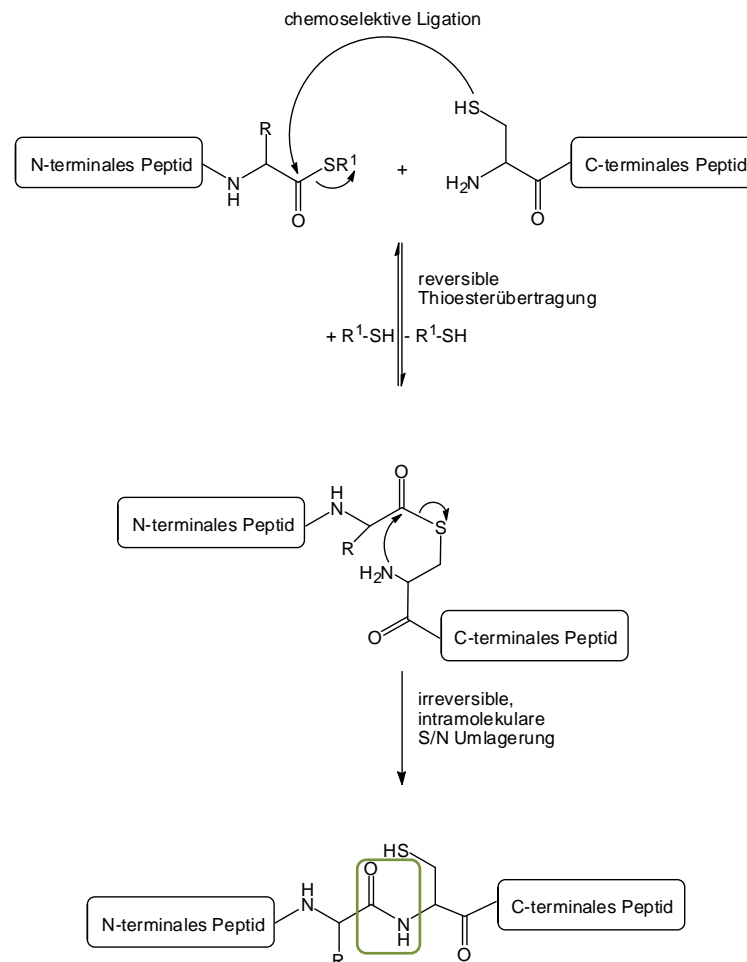 chemoselektive Ligation
HS
R
N-terminales Peptid
SR¹
+
H₂N
C-terminales Peptid
N
H
O
O
reversible
Thioesterübertragung
+ R¹-SH
- R¹-SH
O
H
N
N-terminales Peptid
S
R
H₂N
O
C-terminales Peptid
irreversible,
intramolekulare
S/N Umlagerung
HS
O
H
N
N-terminales Peptid
C-terminales Peptid
N
H
R
O